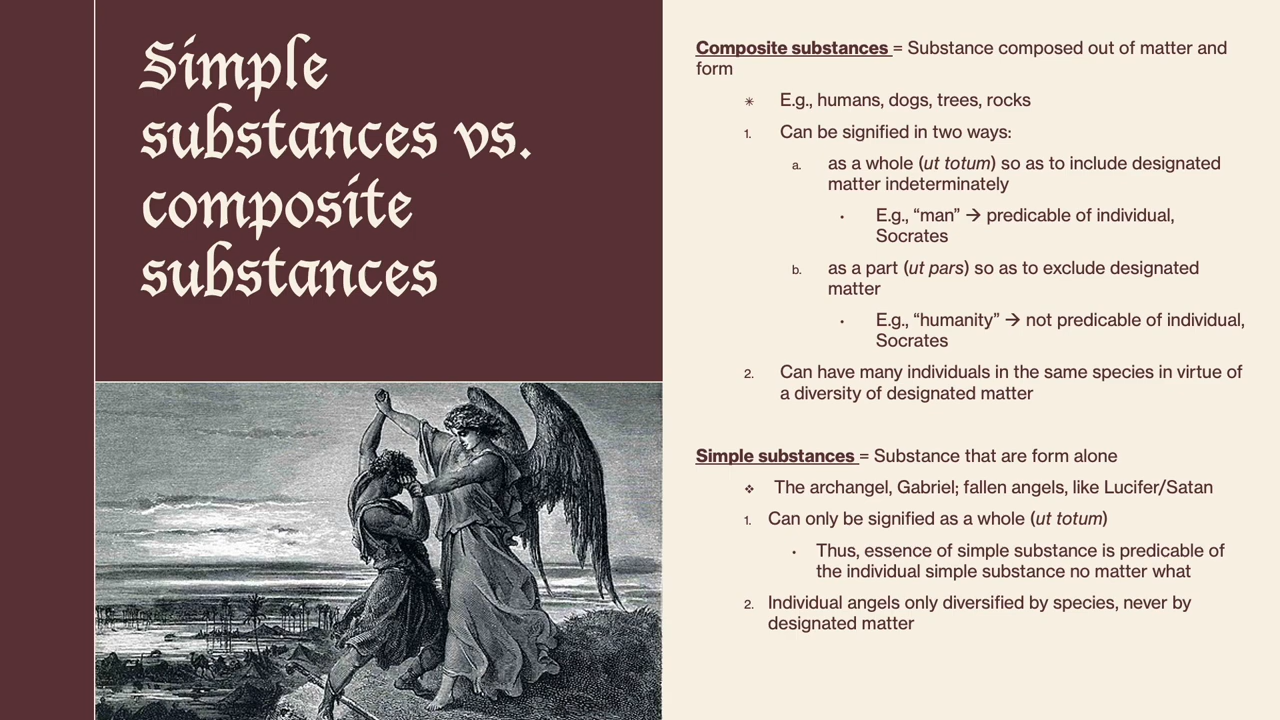 Simple
substances vs.
composite
substances
Composite substances = Substance composed out of matter and
form
✳ E.g., humans, dogs, trees, rocks
1. Can be signified in two ways:
a. as a whole (ut totum) so as to include designated
matter indeterminately
• E.g., “man” → predicable of individual,
Socrates
b. as a part (ut pars) so as to exclude designated
matter
• E.g., “humanity” → not predicable of individual,
Socrates
2. Can have many individuals in the same species in virtue of
a diversity of designated matter
Simple substances = Substance that are form alone
❖ The archangel, Gabriel; fallen angels, like Lucifer/Satan
1. Can only be signified as a whole (ut totum)
• Thus, essence of simple substance is predicable of
the individual simple substance no matter what
2. Individual angels only diversified by species, never by
designated matter